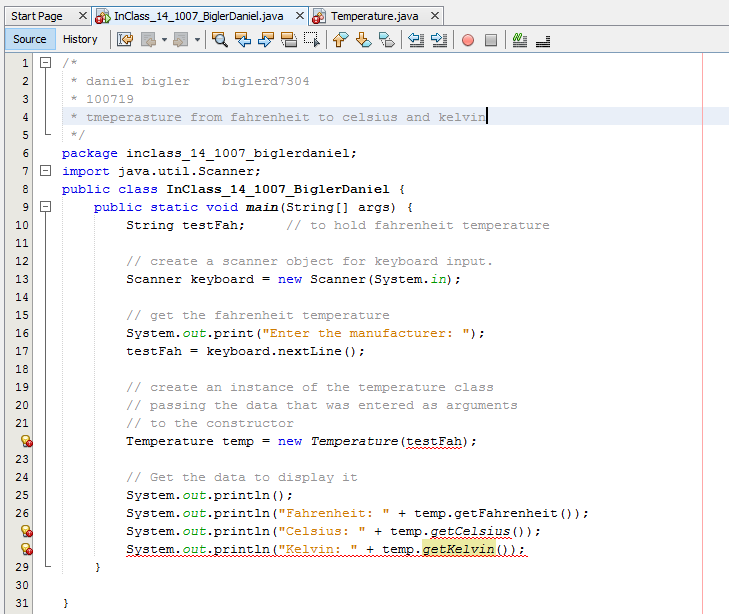 Start Page InClass_14_1007_BiglerDaniel.java Temperature.java
Source History
1 /*
2 * daniel bigler    biglerd7304
3 * 100719
4 * tmeperasture from fahrenheit to celsius and kelvin
5 */
6 package inclass_14_1007_biglerdaniel;
7 import java.util.Scanner;
8 public class InClass_14_1007_BiglerDaniel {
9     public static void main(String[] args) {
10         String testFah;     // to hold fahrenheit temperature
11
12         // create a scanner object for keyboard input.
13         Scanner keyboard = new Scanner(System.in);
14
15         // get the fahrenheit temperature
16         System.out.print("Enter the manufacturer: ");
17         testFah = keyboard.nextLine();
18
19         // create an instance of the temperature class
20         // passing the data that was entered as arguments
21         // to the constructor
        Temperature temp = new Temperature(testFah);
23
24         // Get the data to display it
25         System.out.println();
26         System.out.println("Fahrenheit: " + temp.getFahrenheit());
        System.out.println("Celsius: " + temp.getCelsius());
        System.out.println("Kelvin: " + temp.getKelvin());
29     }
30
31 }